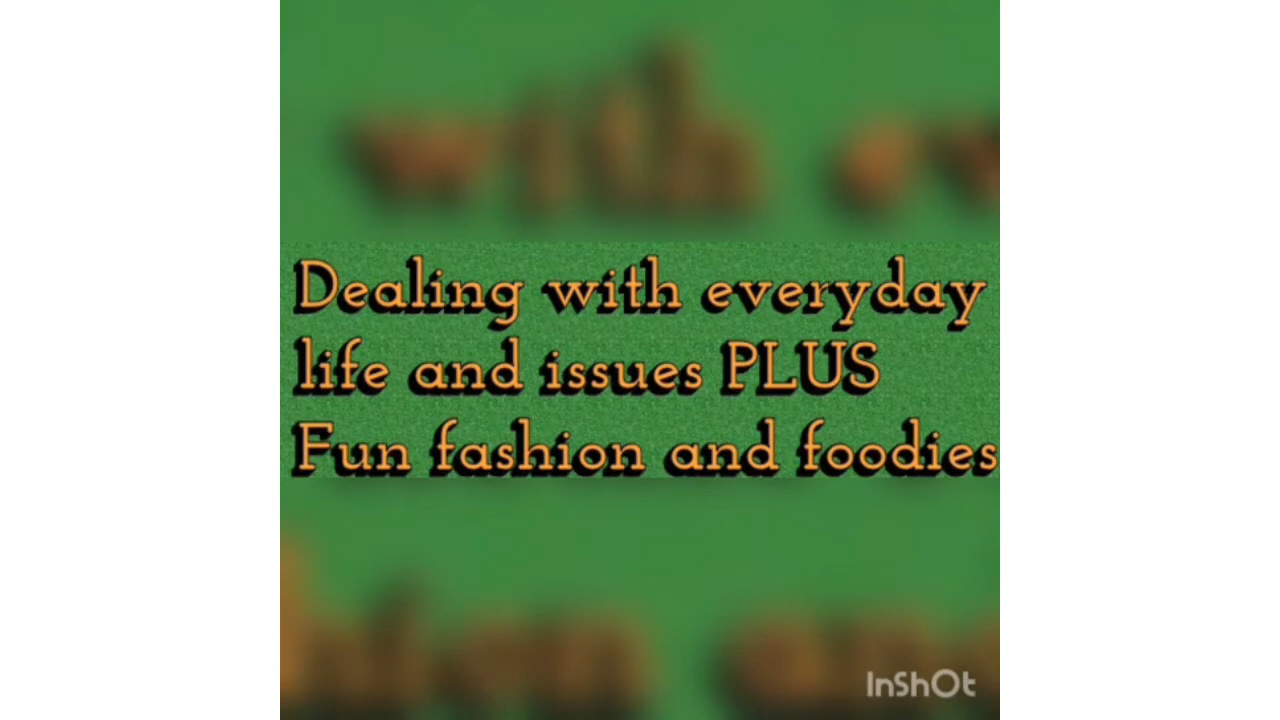 Dealing with everyday
life and issues PLUS
Fun fashion and foodies
InShOt